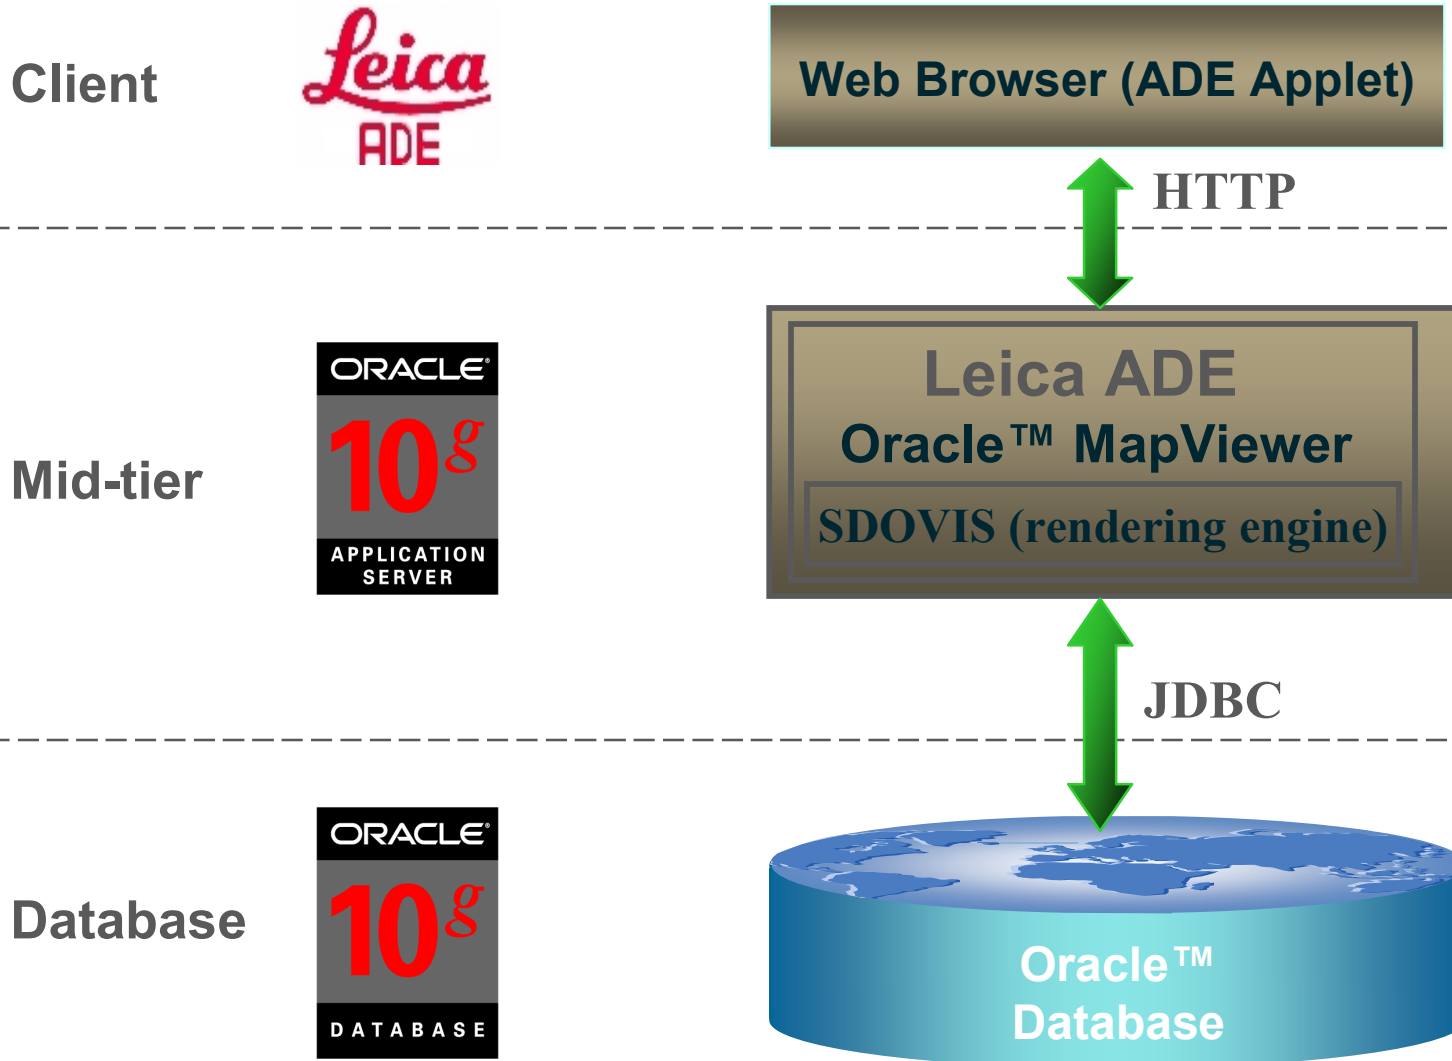 Client
Leica
ADE
Web Browser (ADE Applet)
HTTP
Mid-tier
ORACLE®
10g
APPLICATION
SERVER
Leica ADE
Oracle™ MapViewer
SDOVIS (rendering engine)
JDBC
Database
ORACLE®
10g
DATABASE
Oracle™
Database